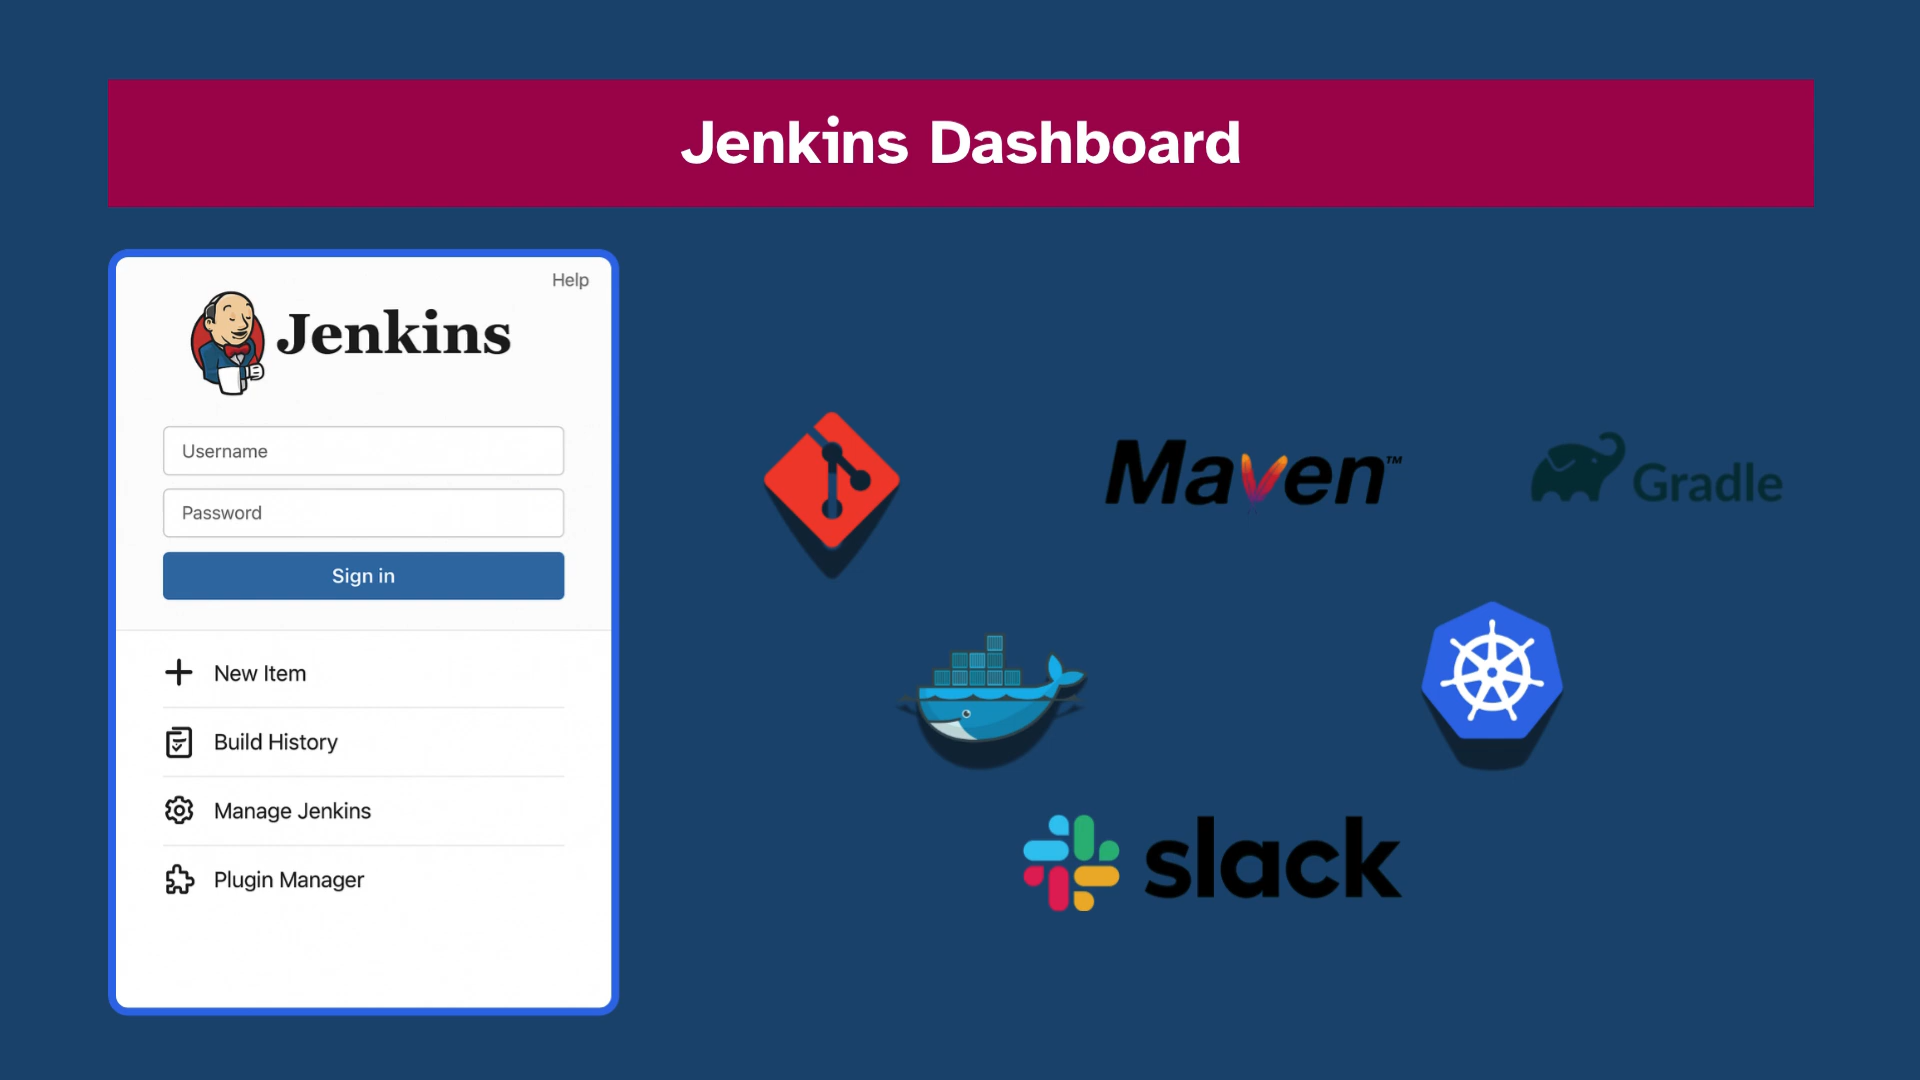 Jenkins Dashboard
Help
Jenkins
Username
Password
Sign in
New Item
Build History
Manage Jenkins
Plugin Manager
Maven™
Gradle
slack